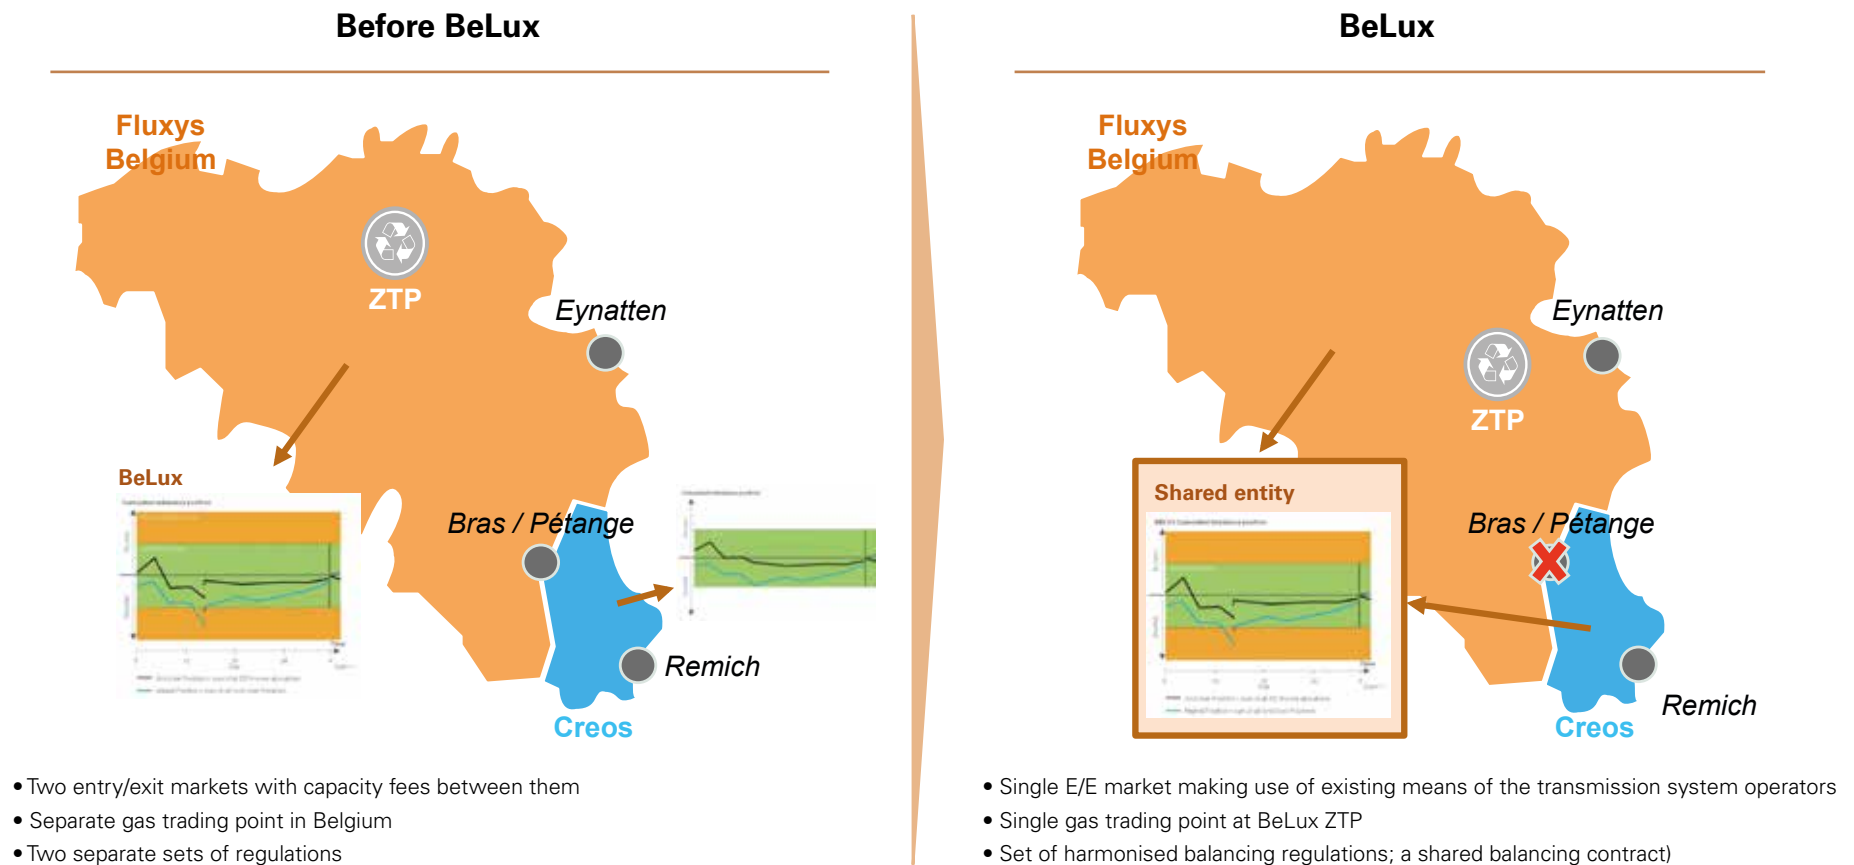 Before BeLux
Fluxys
Belgium
ZTP
Eynatten
BeLux
Bras / Pétange
Remich
Creos
• Two entry/exit markets with capacity fees between them
• Separate gas trading point in Belgium
• Two separate sets of regulations
BeLux
Fluxys
Belgium
Eynatten
ZTP
Shared entity
Bras / Pétange
Remich
Creos
• Single E/E market making use of existing means of the transmission system operators
• Single gas trading point at BeLux ZTP
• Set of harmonised balancing regulations; a shared balancing contract)